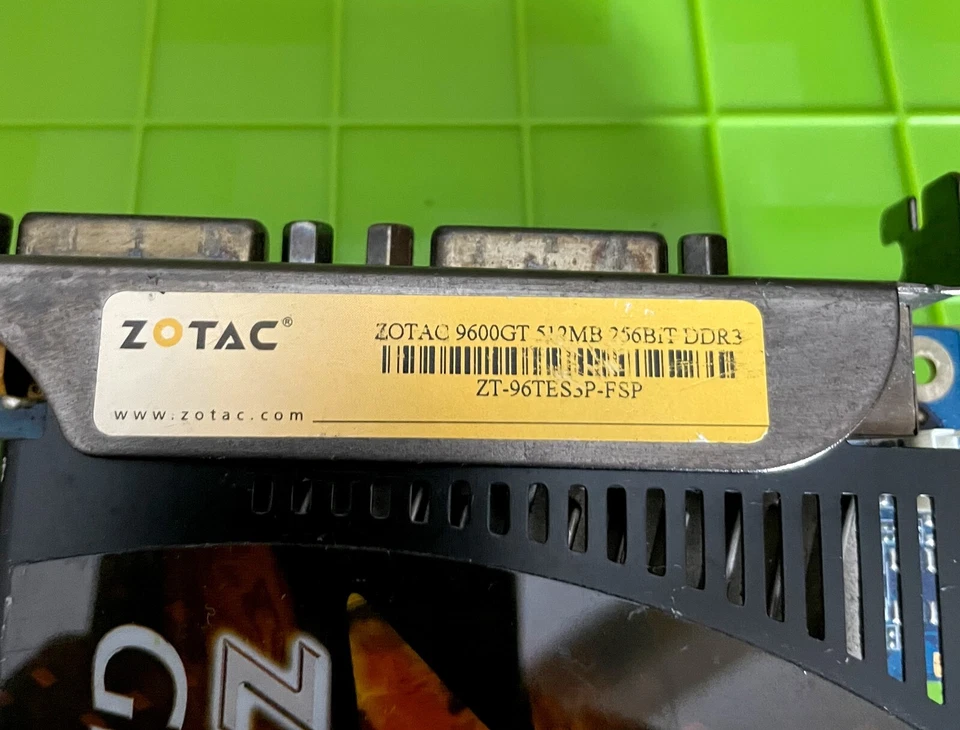 ZOTAC®
ZOTAC 9600GT 512MB 256BiT DDR3
ZT-96TES3P-FSP
www.zotac.com
Z
G